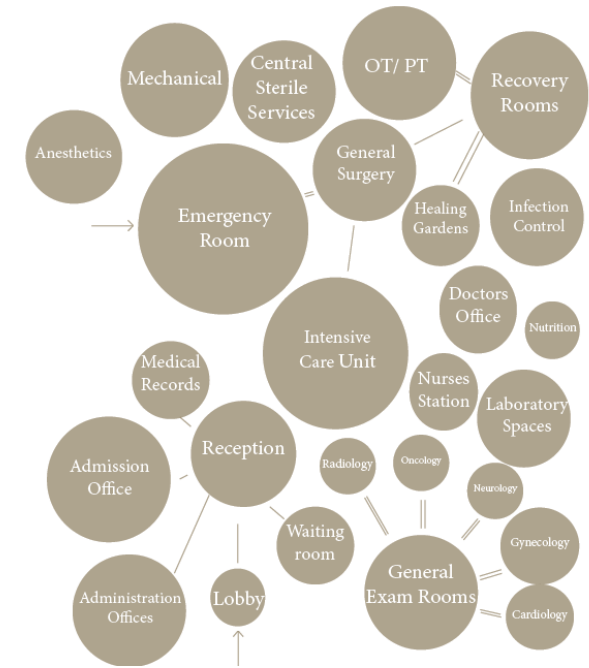 Mechanical
Central
Sterile
Services
OT/ PT
Recovery
Rooms
Anesthetics
General
Surgery
Emergency
Room
Healing
Gardens
Infection
Control
Doctors
Office
Nutrition
Intensive
Care Unit
Medical
Records
Nurses
Station
Laboratory
Spaces
Reception
Admission
Office
Radiology
Oncology
Neurology
Waiting
room
General
Exam Rooms
Gynecology
Administration
Offices
Lobby
Cardiology